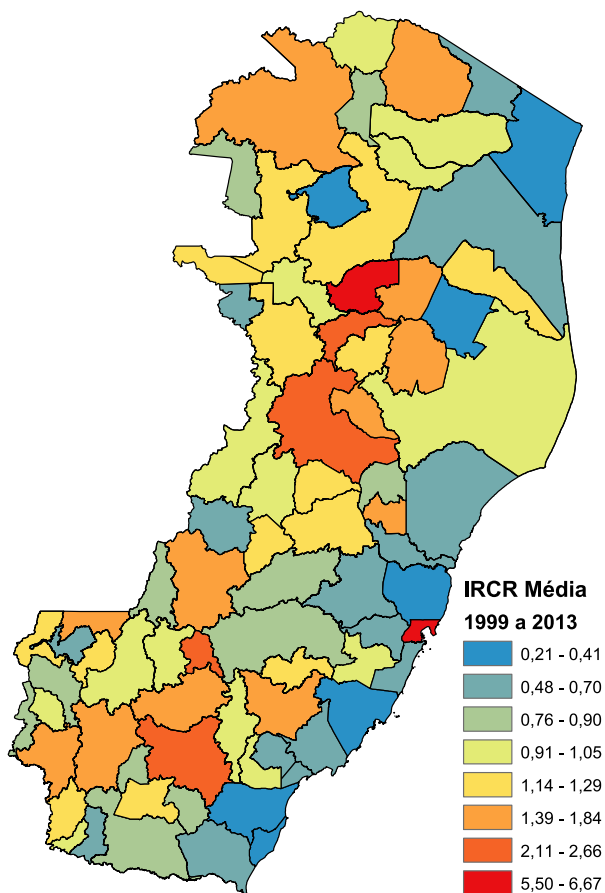 IRCR Média
1999 a 2013
0,21 - 0,41
0,48 - 0,70
0,76 - 0,90
0,91 - 1,05
1,14 - 1,29
1,39 - 1,84
2,11 - 2,66
5,50 - 6,67